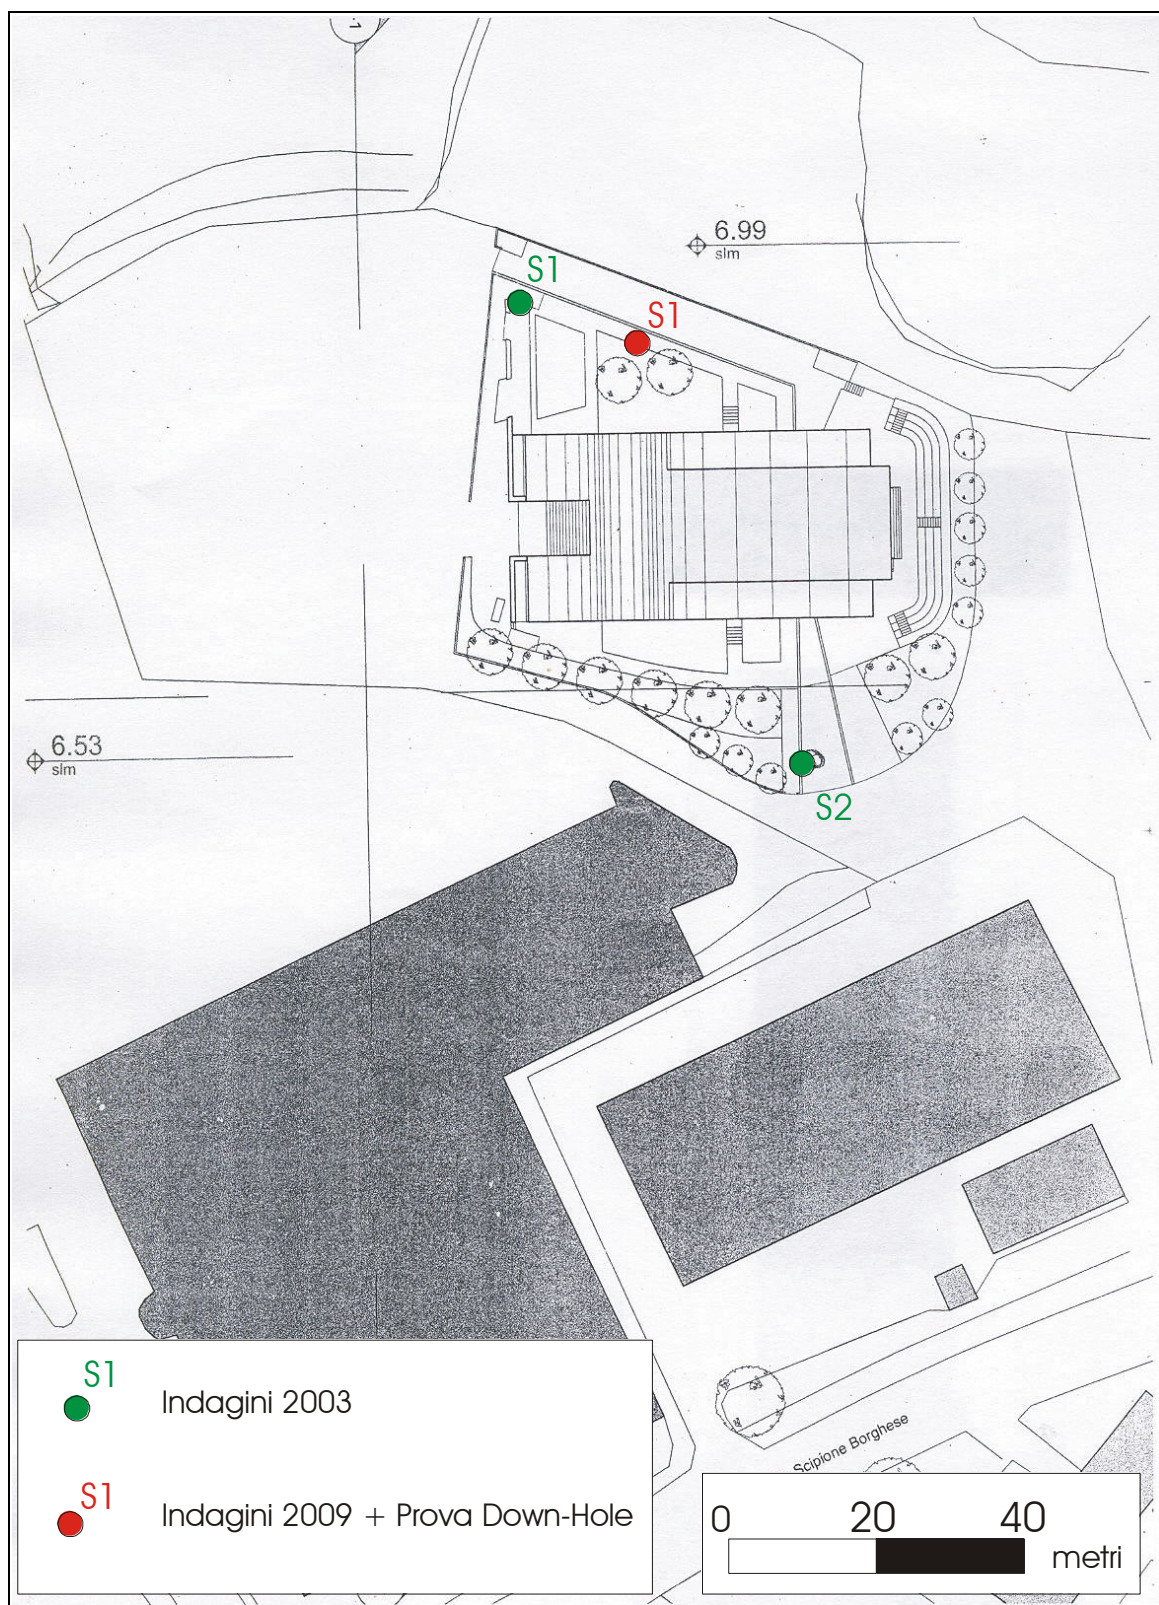 6.99
slm
S1
S1
6.53
slm
S2
S1
Indagini 2003
S1
Indagini 2009 + Prova Down-Hole
Scipione Borghese
0 20 40
metri